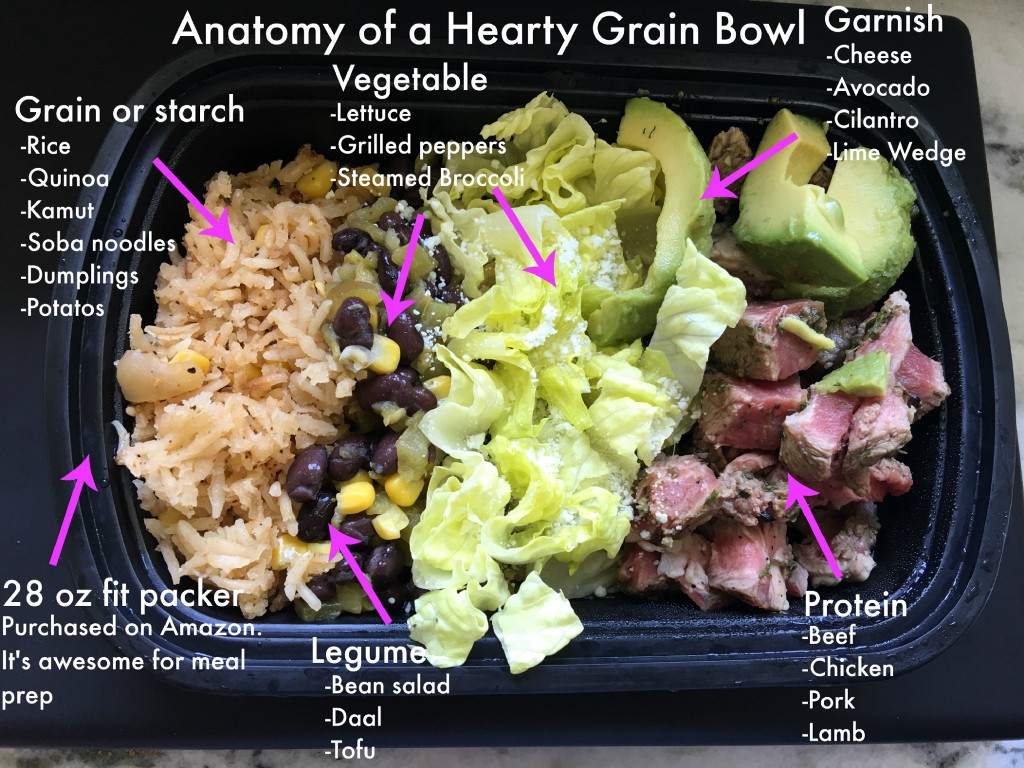 Anatomy of a Hearty Grain Bowl
Grain or starch
-Rice
-Quinoa
-Kamut
-Soba noodles
-Dumplings
-Potatos
Vegetable
-Lettuce
-Grilled peppers
-Steamed Broccoli
Garnish
-Cheese
-Avocado
-Cilantro
-Lime Wedge
28 oz fit packer
Purchased on Amazon.
It's awesome for meal
prep
Legume
-Bean salad
-Daal
-Tofu
Protein
-Beef
-Chicken
-Pork
-Lamb